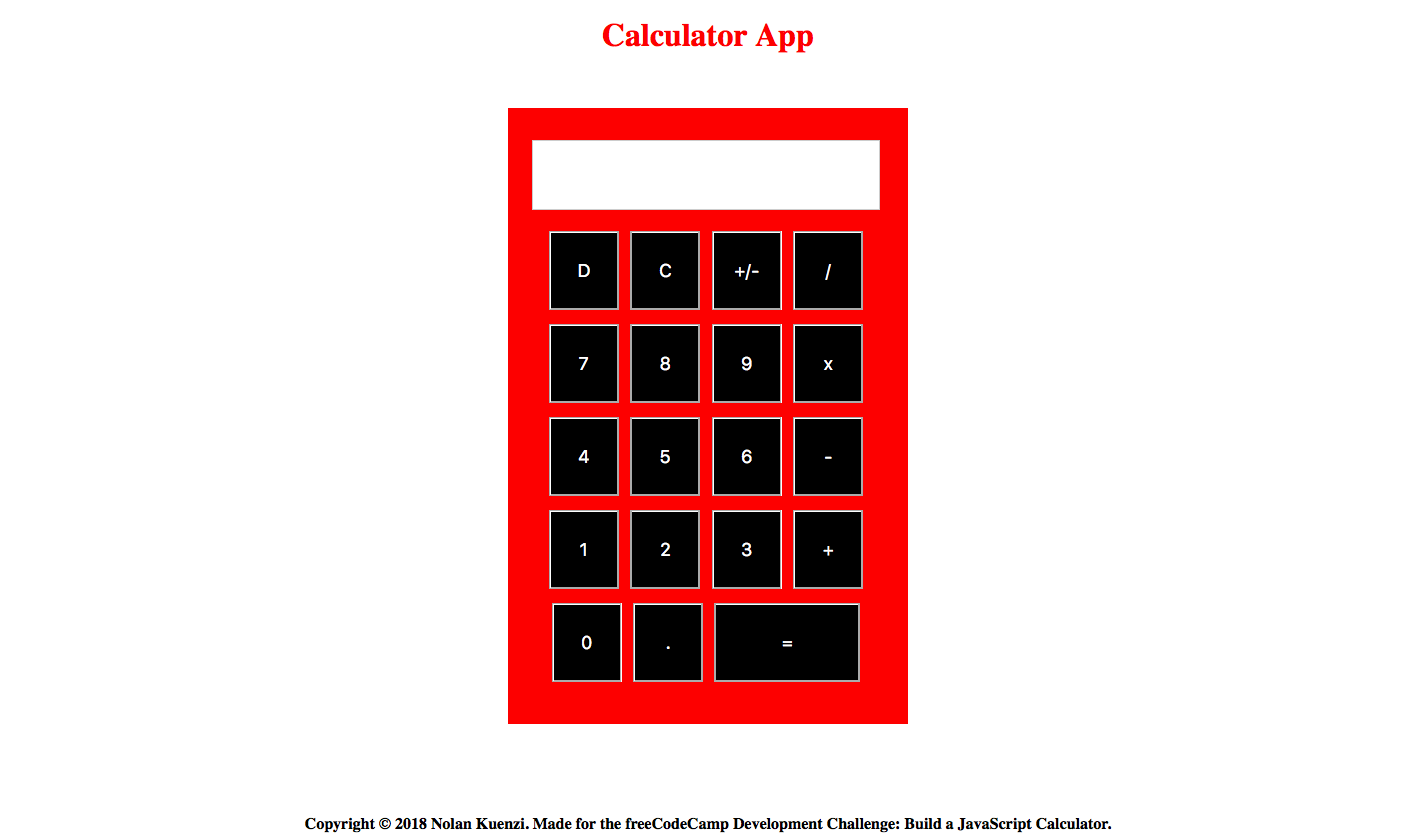 Calculator App
D C +/- /
7 8 9 x
4 5 6 -
1 2 3 +
0 . =
Copyright © 2018 Nolan Kuenzi. Made for the freeCodeCamp Development Challenge: Build a JavaScript Calculator.